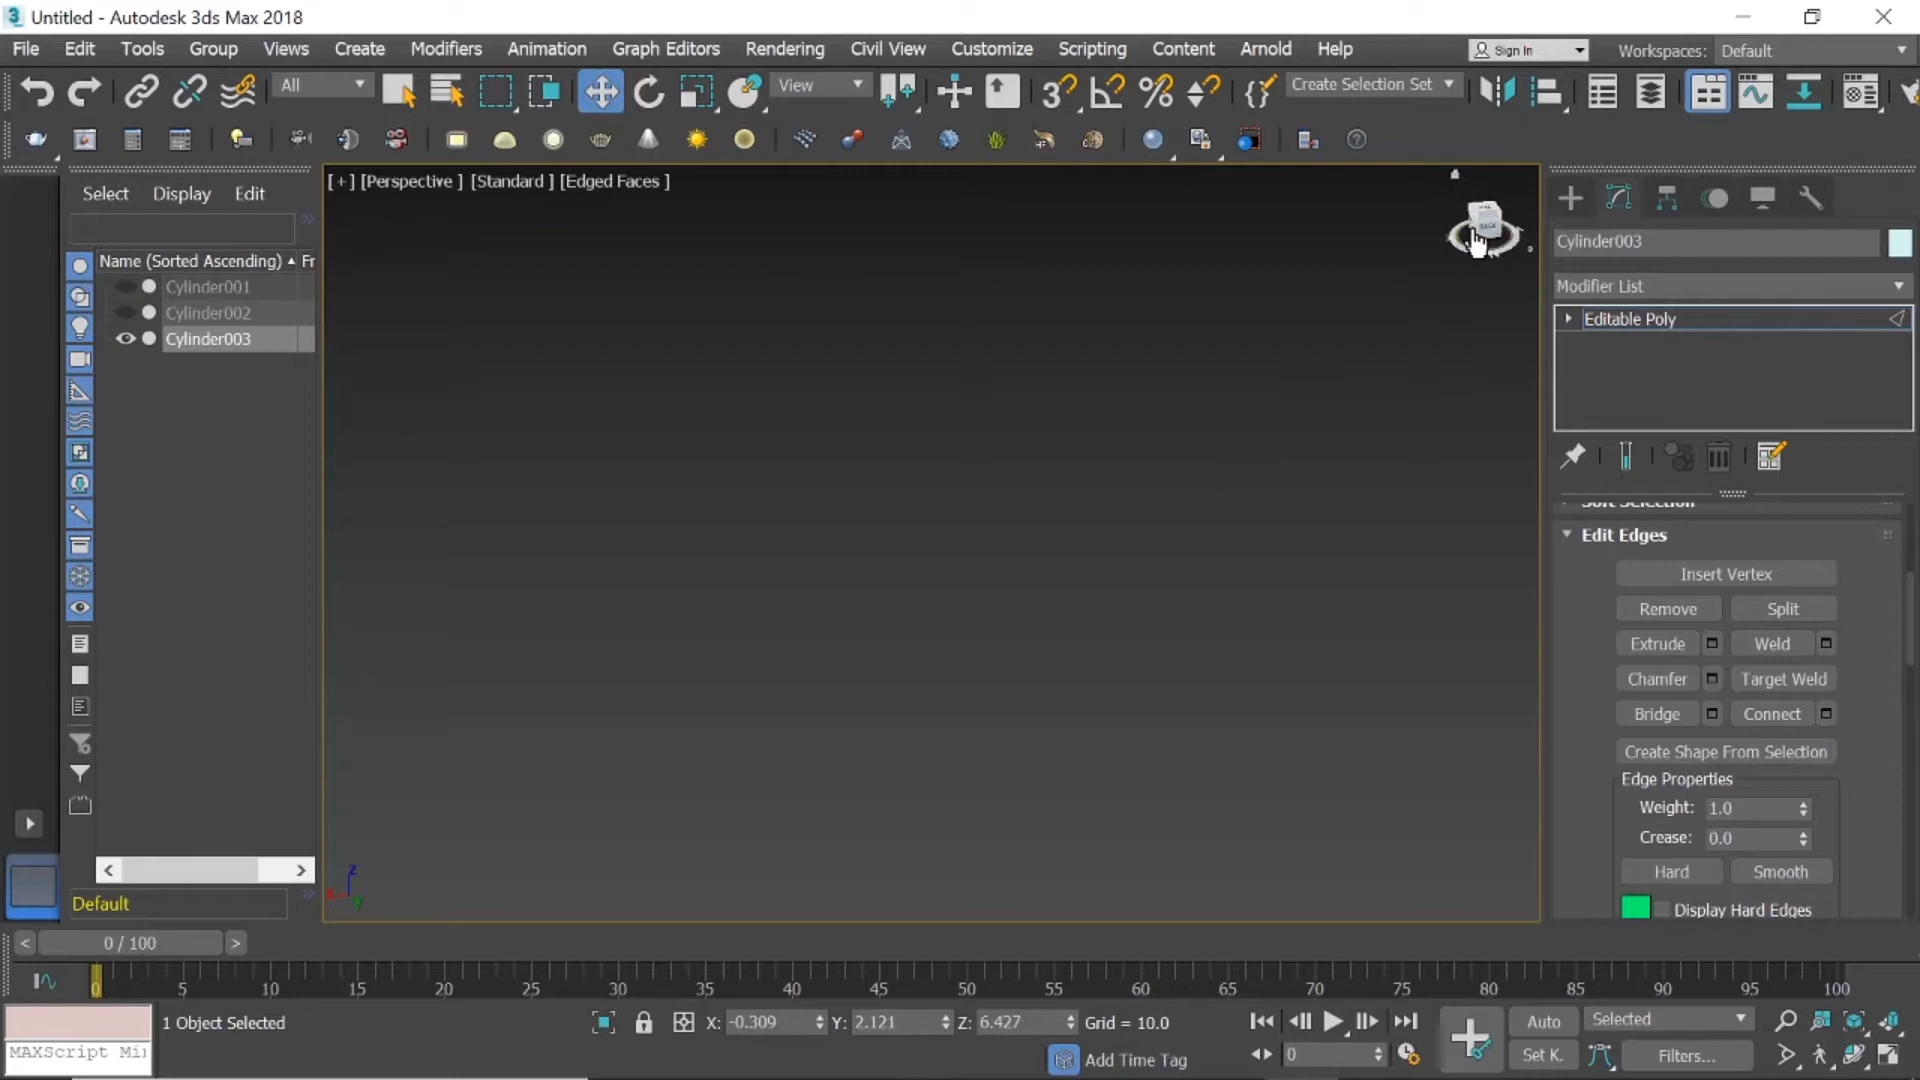 Untitled - Autodesk 3ds Max 2018
File Edit Tools Group Views Create Modifiers Animation Graph Editors Rendering Civil View Customize Scripting Content Arnold Help
Sign In
Workspaces: Default
All
View
Create Selection Set
Select Display Edit
[ + ] [Perspective ] [Standard ] [Edged Faces ]
Name (Sorted Ascending) Fr
Cylinder001
Cylinder002
Cylinder003
Cylinder003
Modifier List
Editable Poly
Soft Selection
Edit Edges
Insert Vertex
Remove Split
Extrude Weld
Chamfer Target Weld
Bridge Connect
Create Shape From Selection
Edge Properties
Weight: 1.0
Crease: 0.0
Hard Smooth
Display Hard Edges
z
Default
< 0 / 100 >
0 5 10 15 20 25 30 35 40 45 50 55 60 65 70 75 80 85 90 95 100
1 Object Selected
X: -0.309 Y: 2.121 Z: 6.427 Grid = 10.0
Auto Selected
MAXScript Mi
Add Time Tag
0
Set K. Filters...